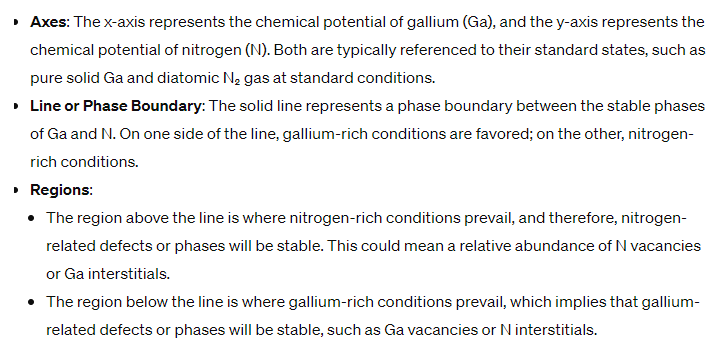 • Axes: The x-axis represents the chemical potential of gallium (Ga), and the y-axis represents the
chemical potential of nitrogen (N). Both are typically referenced to their standard states, such as
pure solid Ga and diatomic N₂ gas at standard conditions.
• Line or Phase Boundary: The solid line represents a phase boundary between the stable phases
of Ga and N. On one side of the line, gallium-rich conditions are favored; on the other, nitrogen-
rich conditions.
• Regions:
• The region above the line is where nitrogen-rich conditions prevail, and therefore, nitrogen-
related defects or phases will be stable. This could mean a relative abundance of N vacancies
or Ga interstitials.
• The region below the line is where gallium-rich conditions prevail, which implies that gallium-
related defects or phases will be stable, such as Ga vacancies or N interstitials.